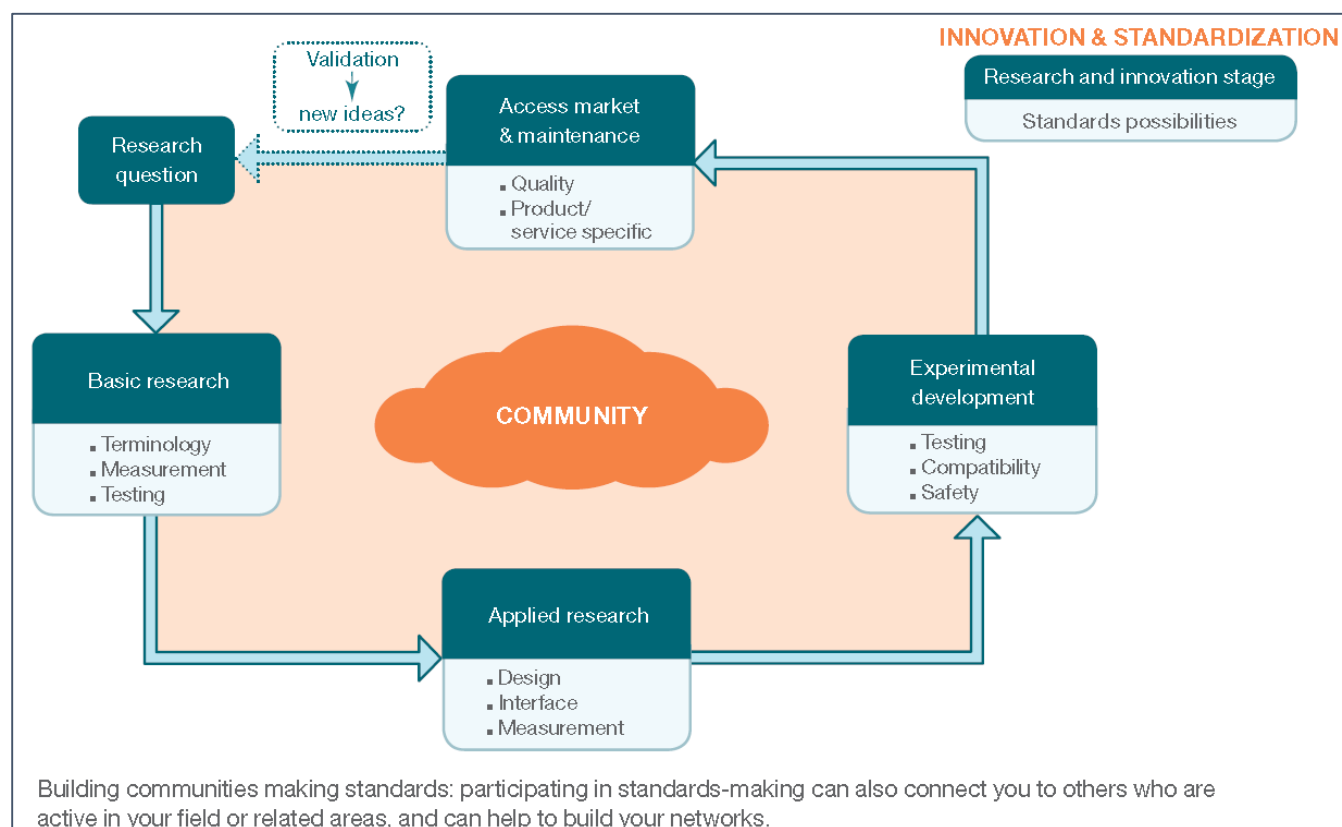 INNOVATION & STANDARDIZATION
Research and innovation stage
Standards possibilities
Validation
new ideas?
Access market
& maintenance
▪ Quality
▪ Product/
service specific
Research
question
Basic research
▪ Terminology
▪ Measurement
▪ Testing
COMMUNITY
Experimental
development
▪ Testing
▪ Compatibility
▪ Safety
Applied research
▪ Design
▪ Interface
▪ Measurement
Building communities making standards: participating in standards-making can also connect you to others who are
active in your field or related areas, and can help to build your networks.